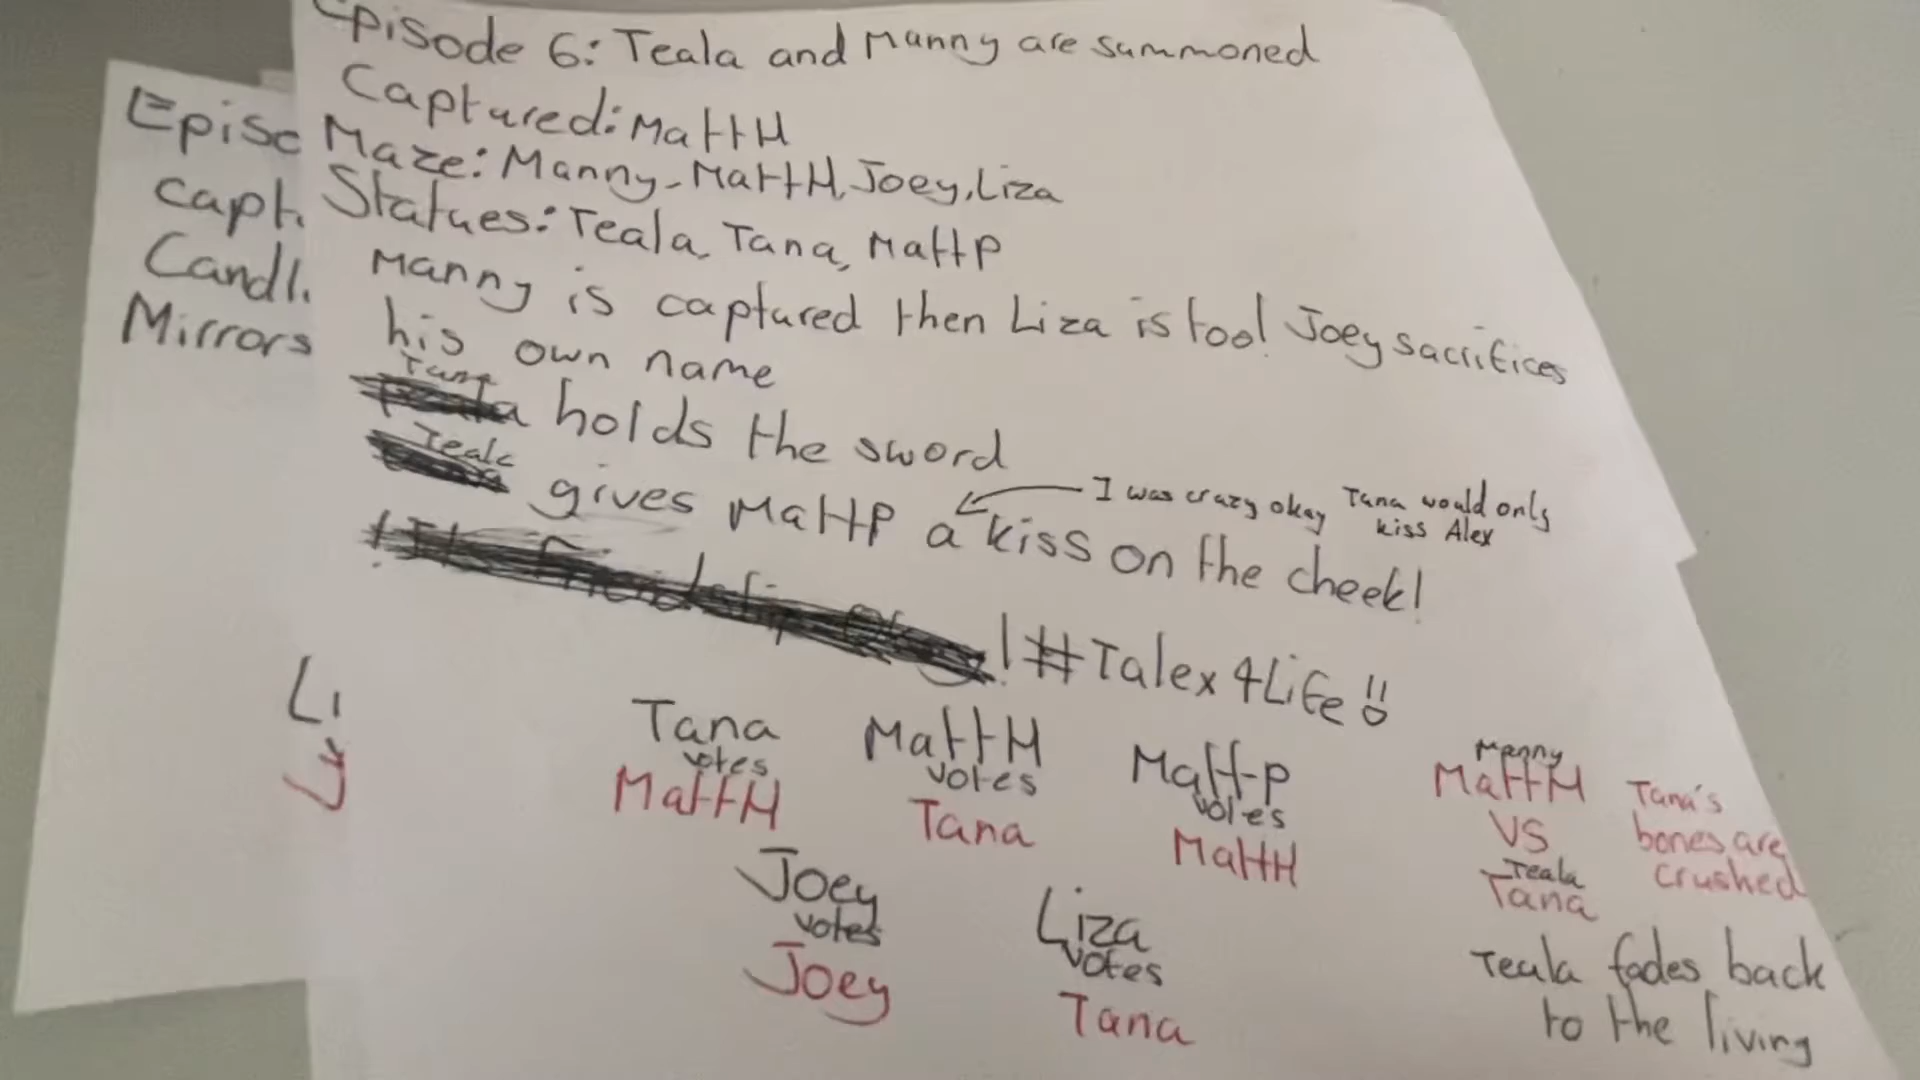 Episode 6: Teala and Manny are summoned
Captured: MattH
Maze: Manny, MattH, Joey, Liza
Statues: Teala, Tana, MattP
Manny is captured then Liza is too! Joey sacrifices
his own name
Tana
holds the sword
Teala
gives MattP a kiss on the cheek!
I was crazy okay Tana would only
kiss Alex
! #Talex4Life!!
Tana
votes
MattH
MattH
votes
Tana
Matt-P
votes
MattH
Joey
votes
Joey
Liza
votes
Tana
Manny
MattH
VS
Teala
Tana
Tana's
bones are
crushed
Teala fades back
to the living
Episo
Capt.
Candl.
Mirrors